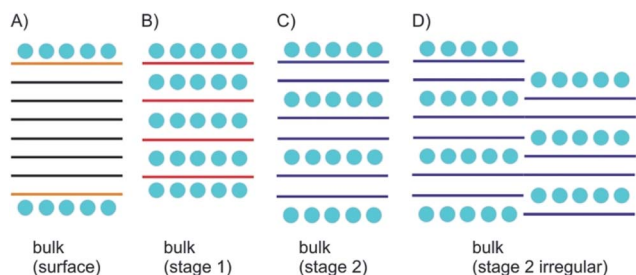 A)
B)
C)
D)
bulk
(surface)
bulk
(stage 1)
bulk
(stage 2)
bulk
(stage 2 irregular)